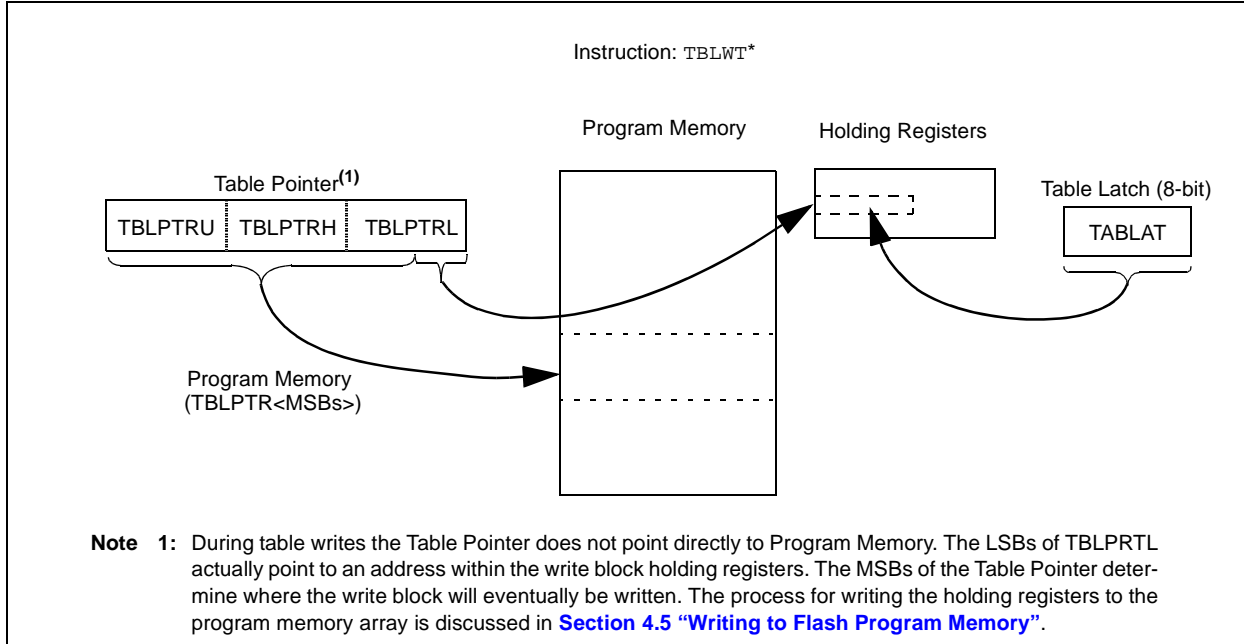 Instruction: TBLWT*
Program Memory
Holding Registers
Table Pointer(1)
Table Latch (8-bit)
TBLPTRU TBLPTRH TBLPTRL
TABLAT
Program Memory
(TBLPTR<MSBs>)
Note 1: During table writes the Table Pointer does not point directly to Program Memory. The LSBs of TBLPRTL
actually point to an address within the write block holding registers. The MSBs of the Table Pointer deter-
mine where the write block will eventually be written. The process for writing the holding registers to the
program memory array is discussed in Section 4.5 “Writing to Flash Program Memory”.